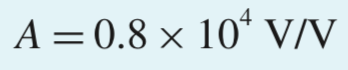 A = 0.8 × 10⁴ V/V